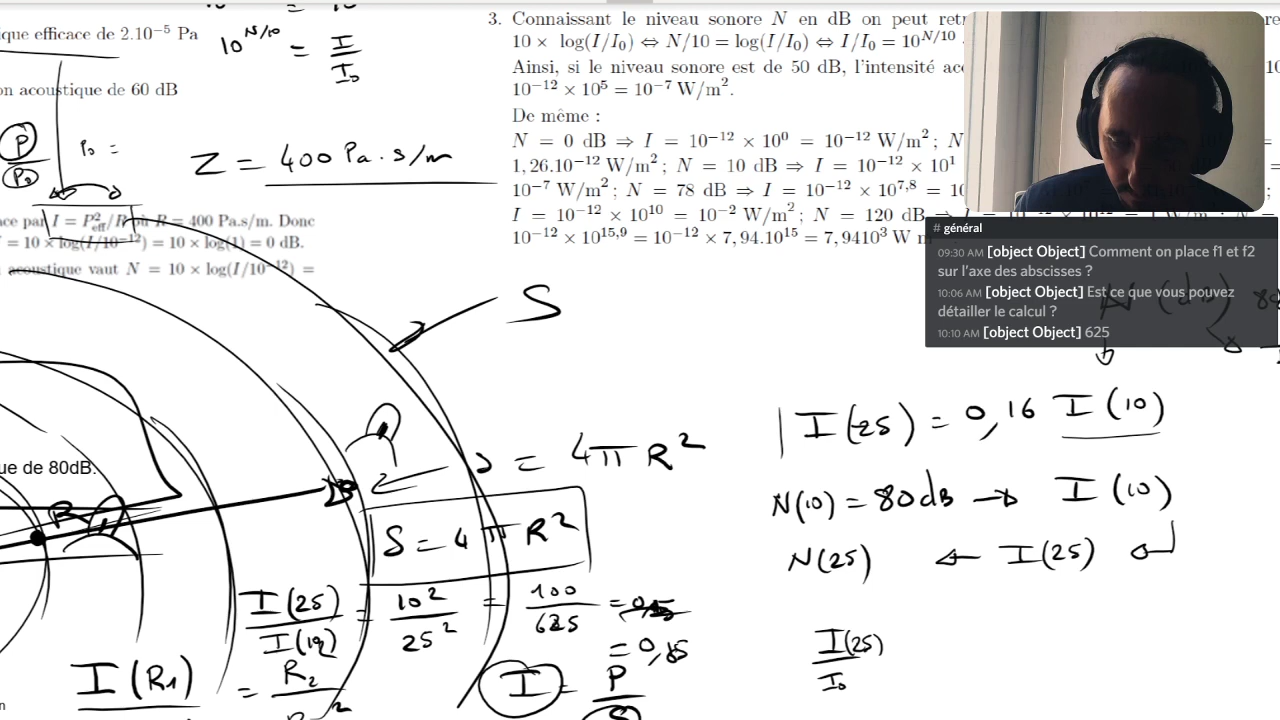 ique efficace de 2.10⁻⁵ Pa
10^N/10 = I/I₀
on acoustique de 60 dB
P/P₀
P₀ =
Z = 400 Pa.s/m
ace par I = P²eff/R où R = 400 Pa.s/m. Donc
= 10 × log(I/10⁻¹²) = 10 × log(1) = 0 dB.
acoustique vaut N = 10 × log(I/10⁻¹²) =
3. Connaissant le niveau sonore N en dB on peut
10 × log(I/I₀) ⇔ N/10 = log(I/I₀) ⇔ I/I₀ = 10^N/10
Ainsi, si le niveau sonore est de 50 dB, l'intensité
10⁻¹² × 10⁵ = 10⁻⁷ W/m².
De même :
N = 0 dB ⇒ I = 10⁻¹² × 10⁰ = 10⁻¹² W/m² ; N
1,26.10⁻¹² W/m² ; N = 10 dB ⇒ I = 10⁻¹² × 10¹
10⁻⁷ W/m² ; N = 78 dB ⇒ I = 10⁻¹² × 10^7,8 = 10
I = 10⁻¹² × 10¹⁰ = 10⁻² W/m² ; N = 120 dB ⇒
10⁻¹² × 10^15,9 = 10⁻¹² × 7,94.10¹⁵ = 7,9410³ W
# général
09:30 AM [object Object] Comment on place f1 et f2
sur l'axe des abscisses ?
10:06 AM [object Object] Est ce que vous pouvez
détailler le calcul ?
10:10 AM [object Object] 625
N (dB)
S
I(25) = 0,16 I(10)
N(10) = 80 dB → I(10)
N(25) ← I(25)
I(25)/I₀
ue de 80dB.
R
= 4π R²
S = 4 π R²
I(25)/I(10) = 10²/25² = 100/625
I(R₁) = R₂
I = P/S